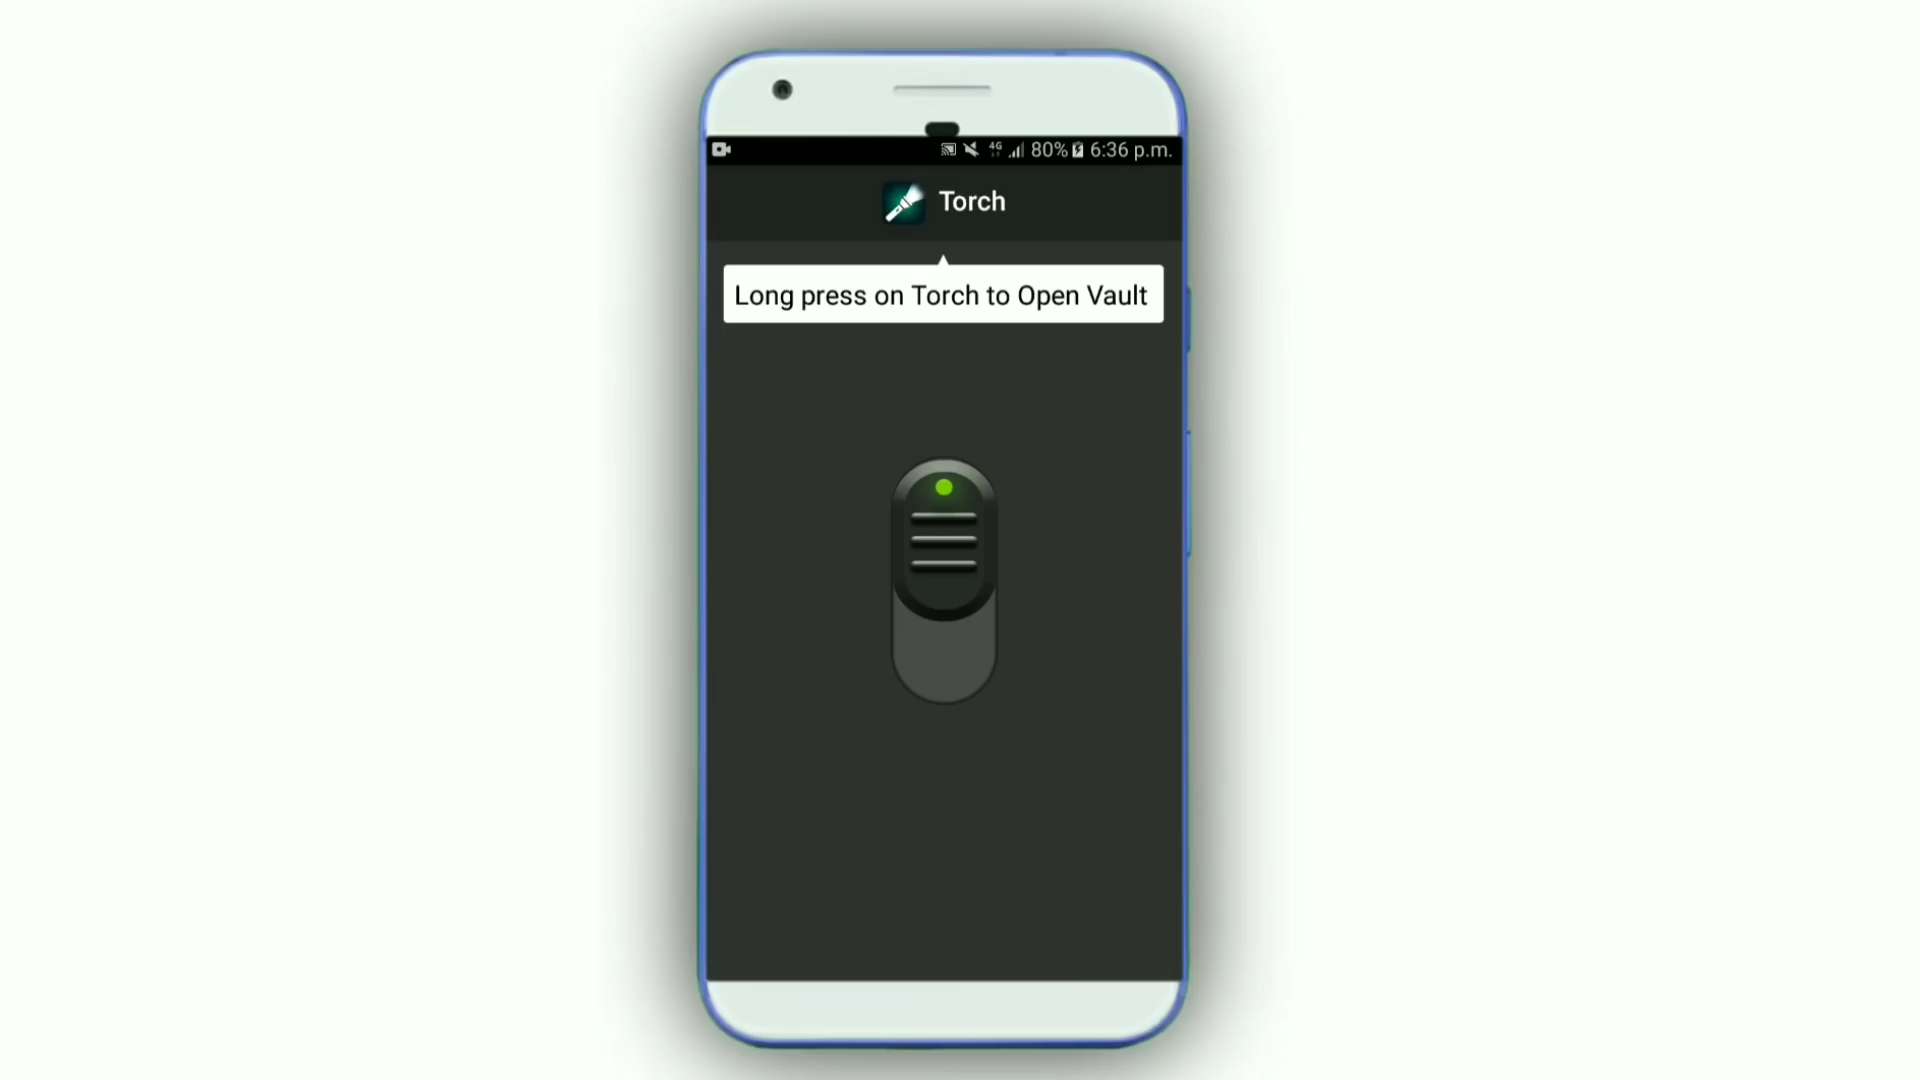 4G 80% 6:36 p.m.
Torch
Long press on Torch to Open Vault